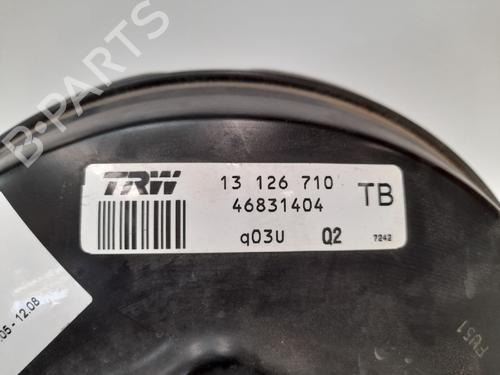 B-PARTS
TRW
13 126 710
46831404
TB
q03U Q2
7242
.05 - 12.08